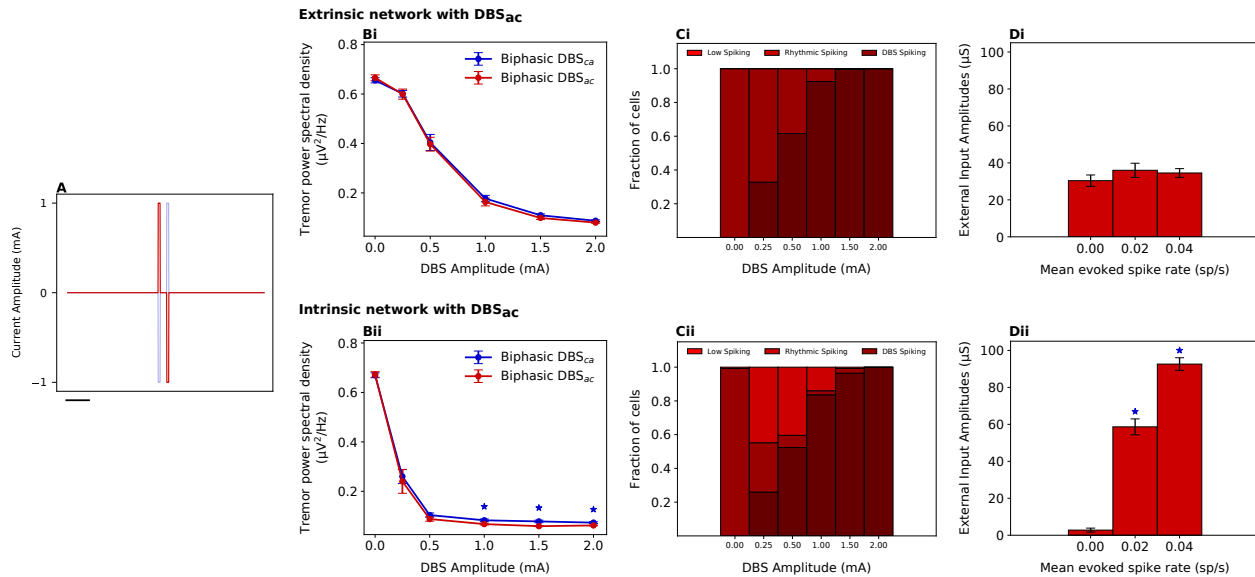 Extrinsic network with DBSac
A
Current Amplitude (mA)
1
0
−1
Bi
Tremor power spectral density
(µV²/Hz)
0.8
0.6
0.4
0.2
Biphasic DBSca
Biphasic DBSac
0.0 0.5 1.0 1.5 2.0
DBS Amplitude (mA)
Ci
Low Spiking Rhythmic Spiking DBS Spiking
Fraction of cells
1.0
0.8
0.6
0.4
0.2
0.00 0.25 0.50 1.00 1.50 2.00
DBS Amplitude (mA)
Di
External Input Amplitudes (µS)
100
80
60
40
20
0
0.00 0.02 0.04
Mean evoked spike rate (sp/s)
Intrinsic network with DBSac
Bii
Tremor power spectral density
(µV²/Hz)
0.8
0.6
0.4
0.2
Biphasic DBSca
Biphasic DBSac
0.0 0.5 1.0 1.5 2.0
DBS Amplitude (mA)
Cii
Low Spiking Rhythmic Spiking DBS Spiking
Fraction of cells
1.0
0.8
0.6
0.4
0.2
0.00 0.25 0.50 1.00 1.50 2.00
DBS Amplitude (mA)
Dii
External Input Amplitudes (µS)
100
80
60
40
20
0
0.00 0.02 0.04
Mean evoked spike rate (sp/s)